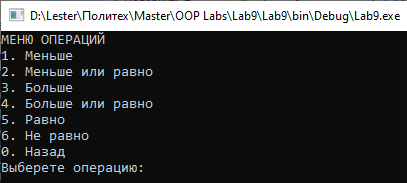 D:\Lester\Политех\Master\OOP Labs\Lab9\Lab9\bin\Debug\Lab9.exe
МЕНЮ ОПЕРАЦИЙ
1. Меньше
2. Меньше или равно
3. Больше
4. Больше или равно
5. Равно
6. Не равно
0. Назад
Выберете операцию: